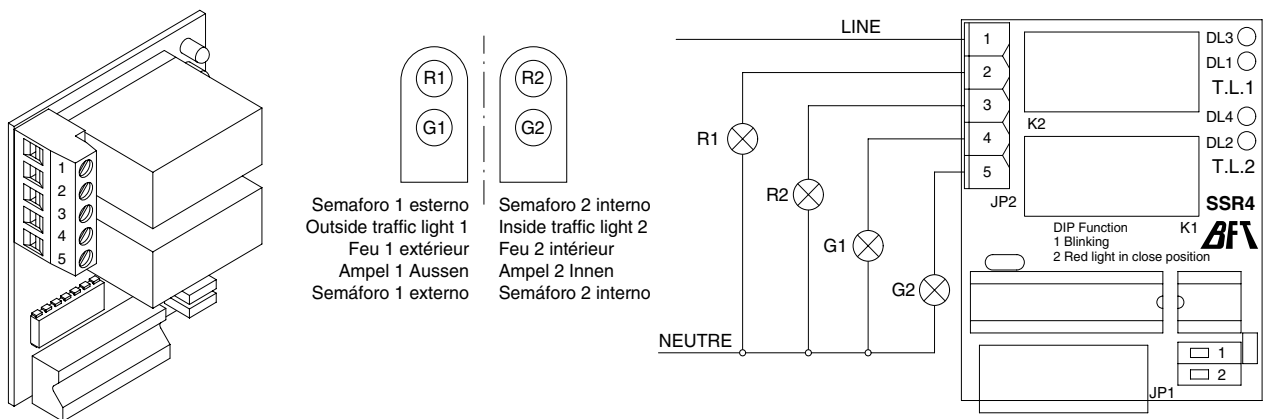 1
2
3
4
5
R1
G1
R2
G2
Semaforo 1 esterno
Outside traffic light 1
Feu 1 extérieur
Ampel 1 Aussen
Semáforo 1 externo
Semaforo 2 interno
Inside traffic light 2
Feu 2 intérieur
Ampel 2 Innen
Semáforo 2 interno
LINE
R1
R2
G1
G2
NEUTRE
1
2
3
4
5
JP2
K2
DL3
DL1
T.L.1
DL4
DL2
T.L.2
SSR4
K1
BFT
DIP Function
1 Blinking
2 Red light in close position
1
2
JP1